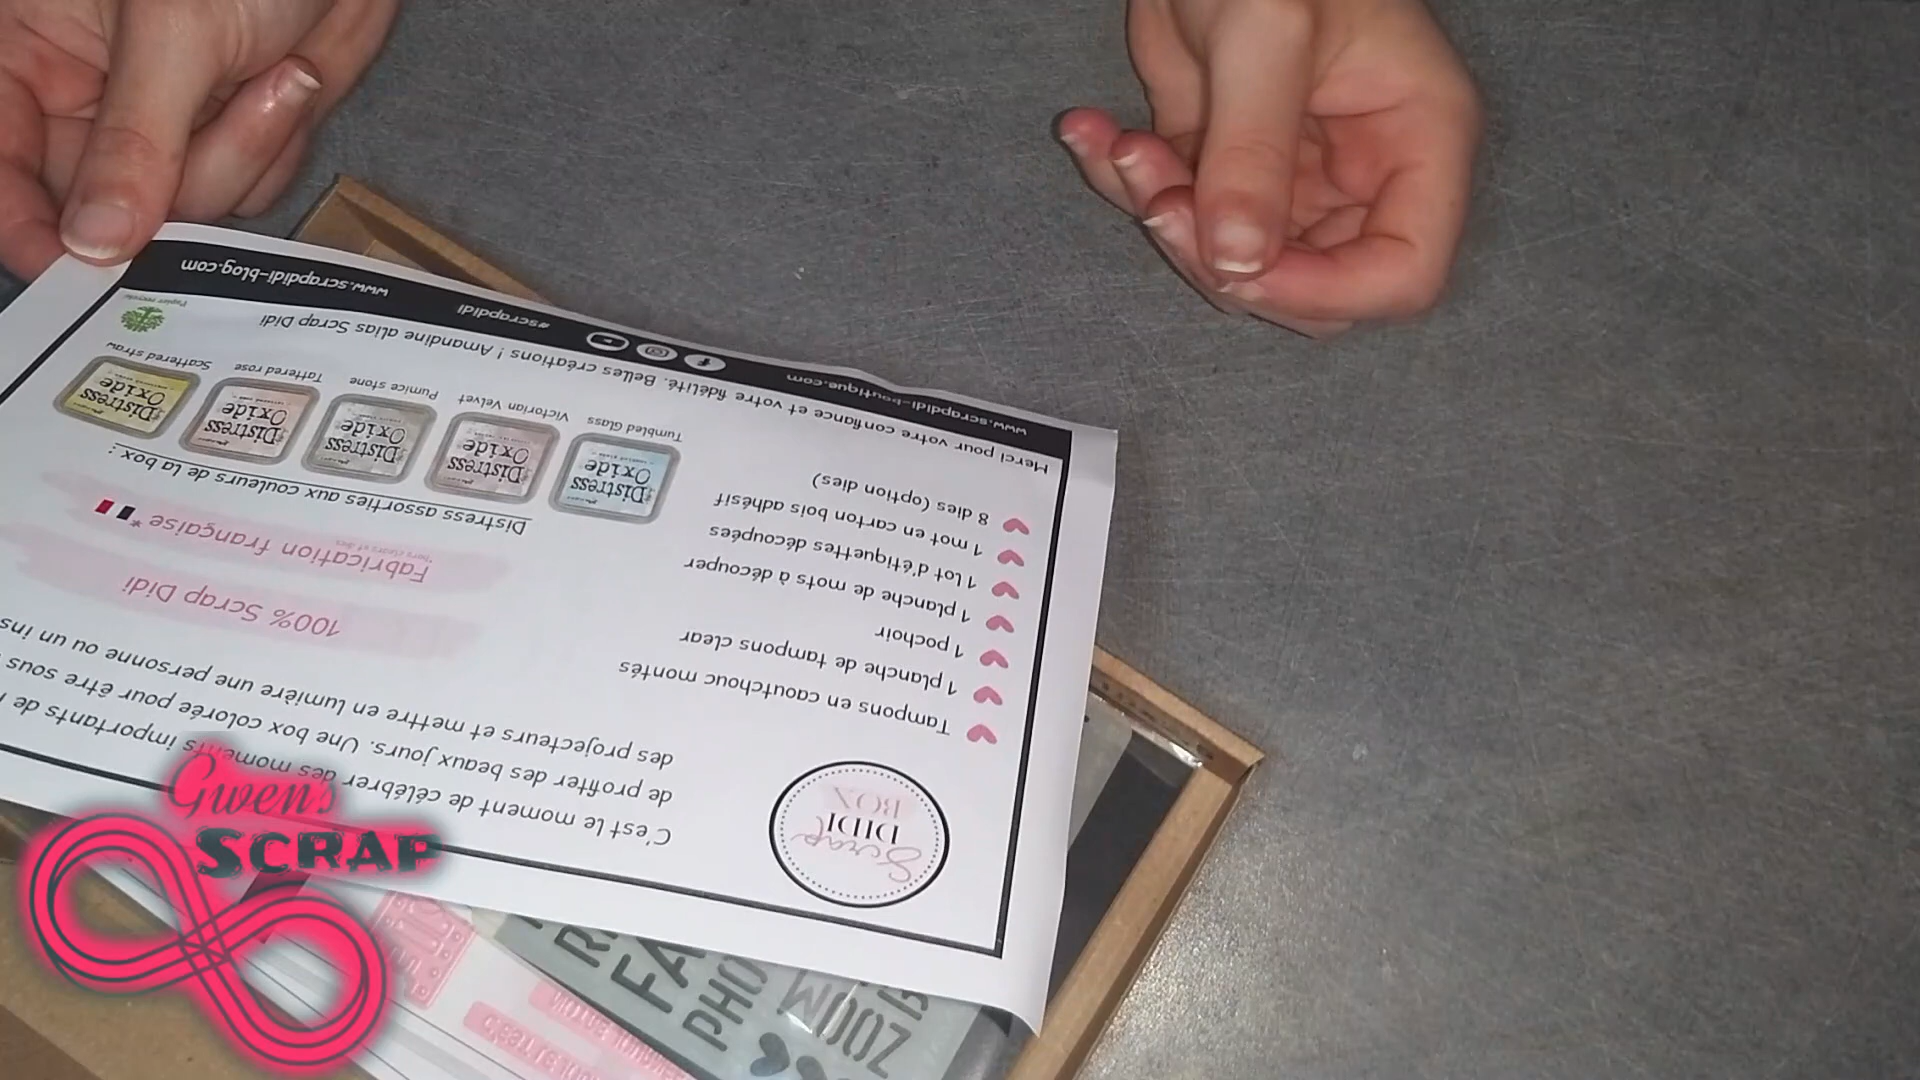 Scrap
DIDI
BOX
C'est le moment de célébrer des moments importants de
de profiter des beaux jours. Une box colorée pour être sous
des projecteurs et mettre en lumière une personne ou un ins
Tampons en caoutchouc montés
1 planche de tampons clear
1 pochoir
1 planche de mots à découper
1 lot d'étiquettes découpées
1 mot en carton bois adhésif
8 dies (option dies)
100% Scrap Didi
Fabrication française *
*hors clears et dies
Distress assorties aux couleurs de la box :
Distress
Oxide
Distress
Oxide
Distress
Oxide
Distress
Oxide
Distress
Oxide
Tumbled Glass
Victorian Velvet
Pumice stone
Tattered rose
Scattered straw
Merci pour votre confiance et votre fidélité. Belles créations ! Amandine alias Scrap Didi
Papier recyclé
www.scrapdidi-boutique.com
#scrapdidi
www.scrapdidi-blog.com
Gwen's
SCRAP
PHO
MOO
ZO
FA